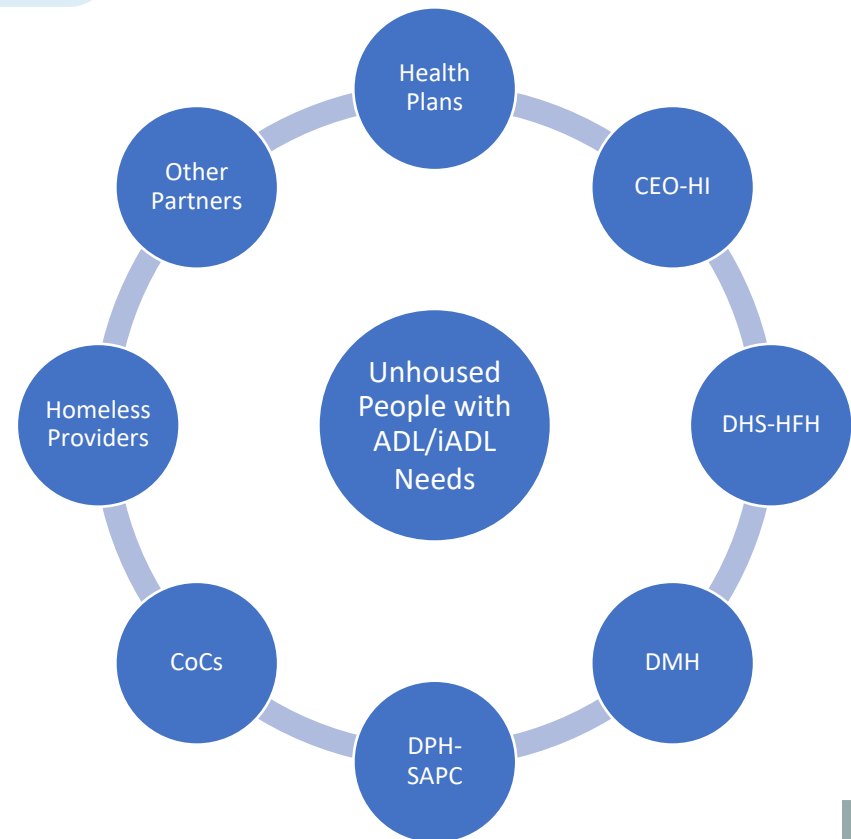 Health
Plans
CEO-HI
DHS-HFH
DMH
DPH-
SAPC
CoCs
Homeless
Providers
Other
Partners
Unhoused
People with
ADL/iADL
Needs